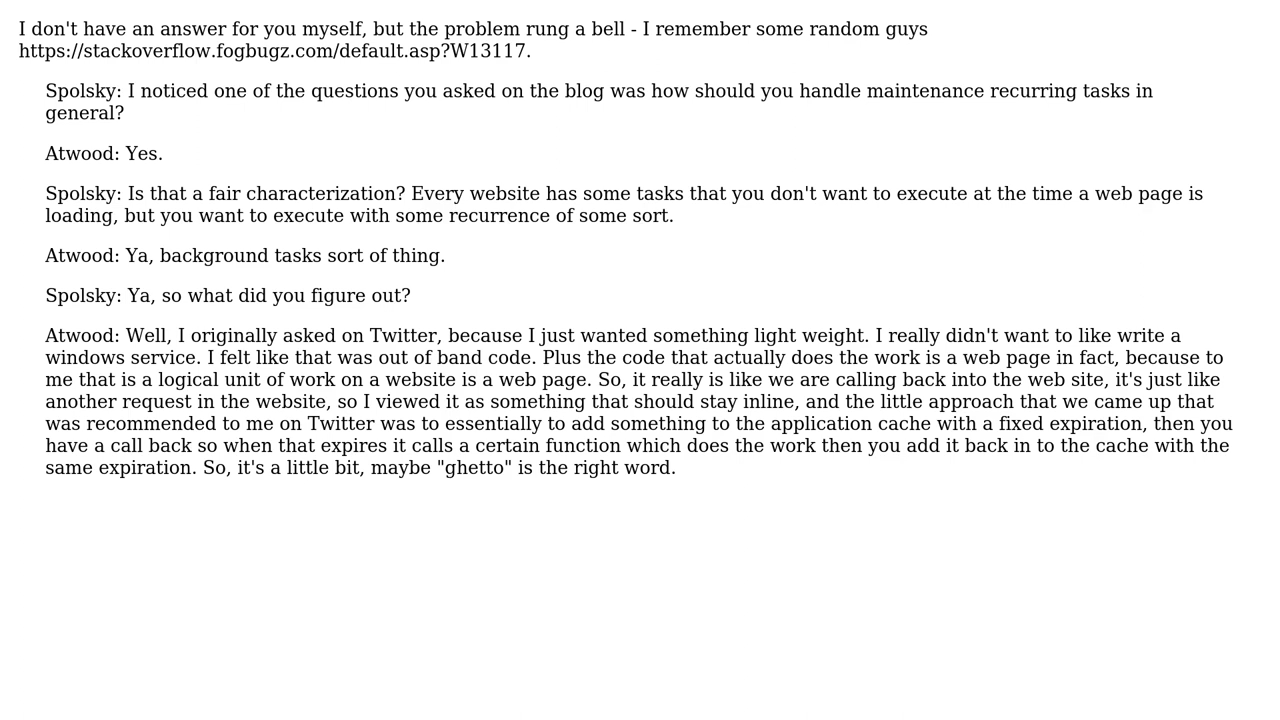 I don't have an answer for you myself, but the problem rung a bell - I remember some random guys
https://stackoverflow.fogbugz.com/default.asp?W13117.
Spolsky: I noticed one of the questions you asked on the blog was how should you handle maintenance recurring tasks in
general?
Atwood: Yes.
Spolsky: Is that a fair characterization? Every website has some tasks that you don't want to execute at the time a web page is
loading, but you want to execute with some recurrence of some sort.
Atwood: Ya, background tasks sort of thing.
Spolsky: Ya, so what did you figure out?
Atwood: Well, I originally asked on Twitter, because I just wanted something light weight. I really didn't want to like write a
windows service. I felt like that was out of band code. Plus the code that actually does the work is a web page in fact, because to
me that is a logical unit of work on a website is a web page. So, it really is like we are calling back into the web site, it's just like
another request in the website, so I viewed it as something that should stay inline, and the little approach that we came up that
was recommended to me on Twitter was to essentially to add something to the application cache with a fixed expiration, then you
have a call back so when that expires it calls a certain function which does the work then you add it back in to the cache with the
same expiration. So, it's a little bit, maybe "ghetto" is the right word.